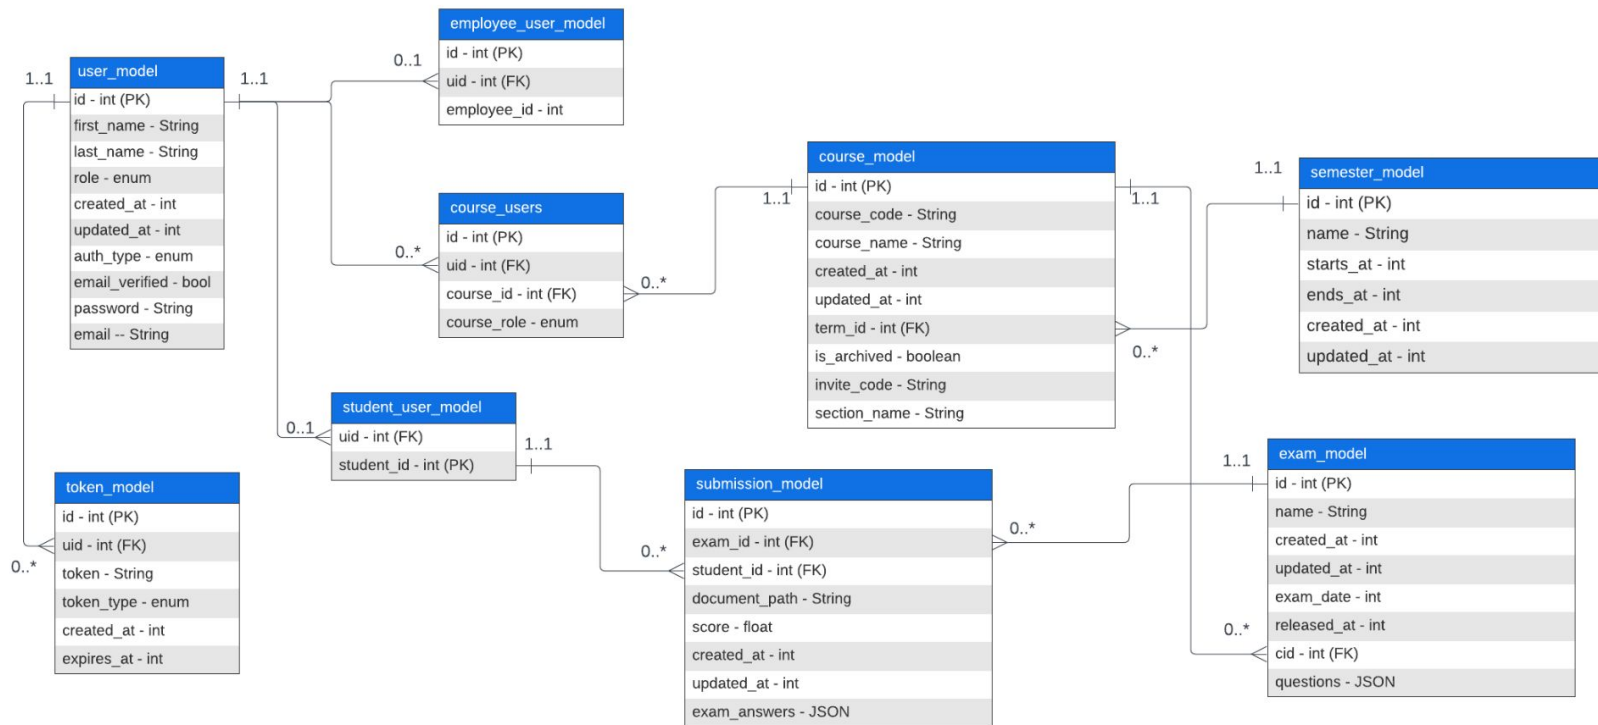 employee_user_model
id - int (PK)
uid - int (FK)
employee_id - int
0..1
user_model
id - int (PK)
first_name - String
last_name - String
role - enum
created_at - int
updated_at - int
auth_type - enum
email_verified - bool
password - String
email -- String
1..1
1..1
course_users
id - int (PK)
uid - int (FK)
course_id - int (FK)
course_role - enum
0..*
0..*
course_model
id - int (PK)
course_code - String
course_name - String
created_at - int
updated_at - int
term_id - int (FK)
is_archived - boolean
invite_code - String
section_name - String
1..1
1..1
0..*
semester_model
id - int (PK)
name - String
starts_at - int
ends_at - int
created_at - int
updated_at - int
1..1
student_user_model
uid - int (FK)
student_id - int (PK)
0..1
1..1
token_model
id - int (PK)
uid - int (FK)
token - String
token_type - enum
created_at - int
expires_at - int
0..*
submission_model
id - int (PK)
exam_id - int (FK)
student_id - int (FK)
document_path - String
score - float
created_at - int
updated_at - int
exam_answers - JSON
0..*
0..*
exam_model
id - int (PK)
name - String
created_at - int
updated_at - int
exam_date - int
released_at - int
cid - int (FK)
questions - JSON
1..1
0..*